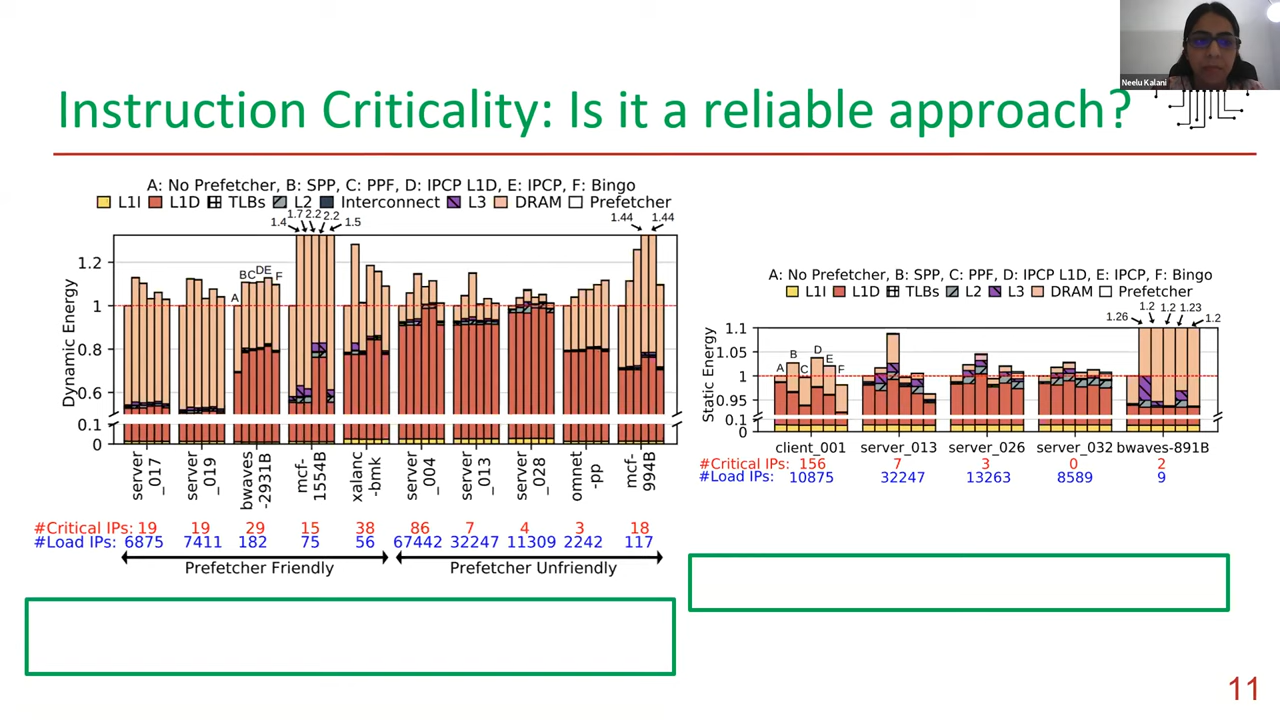 Neelu Kalani
Instruction Criticality: Is it a reliable approach?
A: No Prefetcher, B: SPP, C: PPF, D: IPCP L1D, E: IPCP, F: Bingo
L1I L1D TLBs L2 Interconnect L3 DRAM Prefetcher
1.4 1.7 2.2 2.2 1.5 1.44 1.44
Dynamic Energy
1.2
1
0.8
0.6
0.1
0
A B C D E F
server_017 server_019 bwaves-2931B mcf-1554B xalanc-bmk server_004 server_013 server_028 omnet-pp mcf-994B
#Critical IPs: 19 19 29 15 38 86 7 4 3 18
#Load IPs: 6875 7411 182 75 56 67442 32247 11309 2242 117
Prefetcher Friendly Prefetcher Unfriendly
A: No Prefetcher, B: SPP, C: PPF, D: IPCP L1D, E: IPCP, F: Bingo
L1I L1D TLBs L2 L3 DRAM Prefetcher
1.26 1.2 1.2 1.23 1.2
Static Energy
1.1
1.05
1
0.95
0.1
0
A B C D E F
client_001 server_013 server_026 server_032 bwaves-891B
#Critical IPs: 156 7 3 0 2
#Load IPs: 10875 32247 13263 8589 9
11